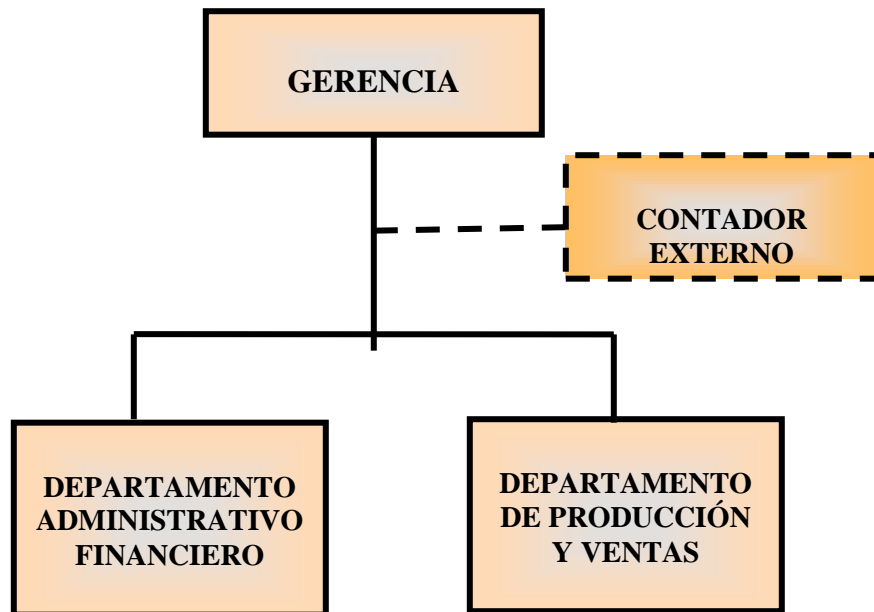 GERENCIA
CONTADOR
EXTERNO
DEPARTAMENTO
ADMINISTRATIVO
FINANCIERO
DEPARTAMENTO
DE PRODUCCIÓN
Y VENTAS